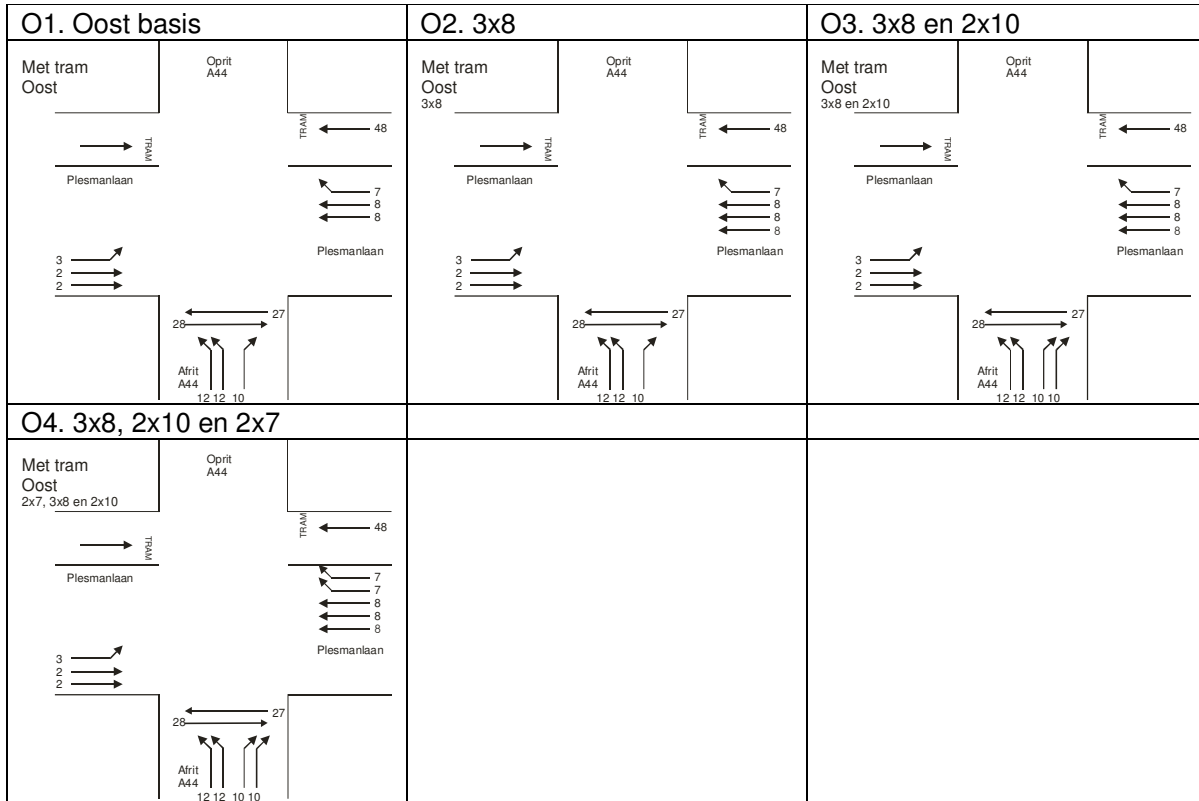 O1. Oost basis
Met tram
Oost
Oprit
A44
TRAM
48
TRAM
Plesmanlaan
7
8
8
Plesmanlaan
3
2
2
27
28
Afrit
A44
12 12 10
O2. 3x8
Met tram
Oost
3x8
Oprit
A44
TRAM
48
TRAM
Plesmanlaan
7
8
8
8
Plesmanlaan
3
2
2
27
28
Afrit
A44
12 12 10
O3. 3x8 en 2x10
Met tram
Oost
3x8 en 2x10
Oprit
A44
TRAM
48
TRAM
Plesmanlaan
7
8
8
8
Plesmanlaan
3
2
2
27
28
Afrit
A44
12 12 10 10
O4. 3x8, 2x10 en 2x7
Met tram
Oost
2x7, 3x8 en 2x10
Oprit
A44
TRAM
48
TRAM
Plesmanlaan
7
7
8
8
8
Plesmanlaan
3
2
2
27
28
Afrit
A44
12 12 10 10